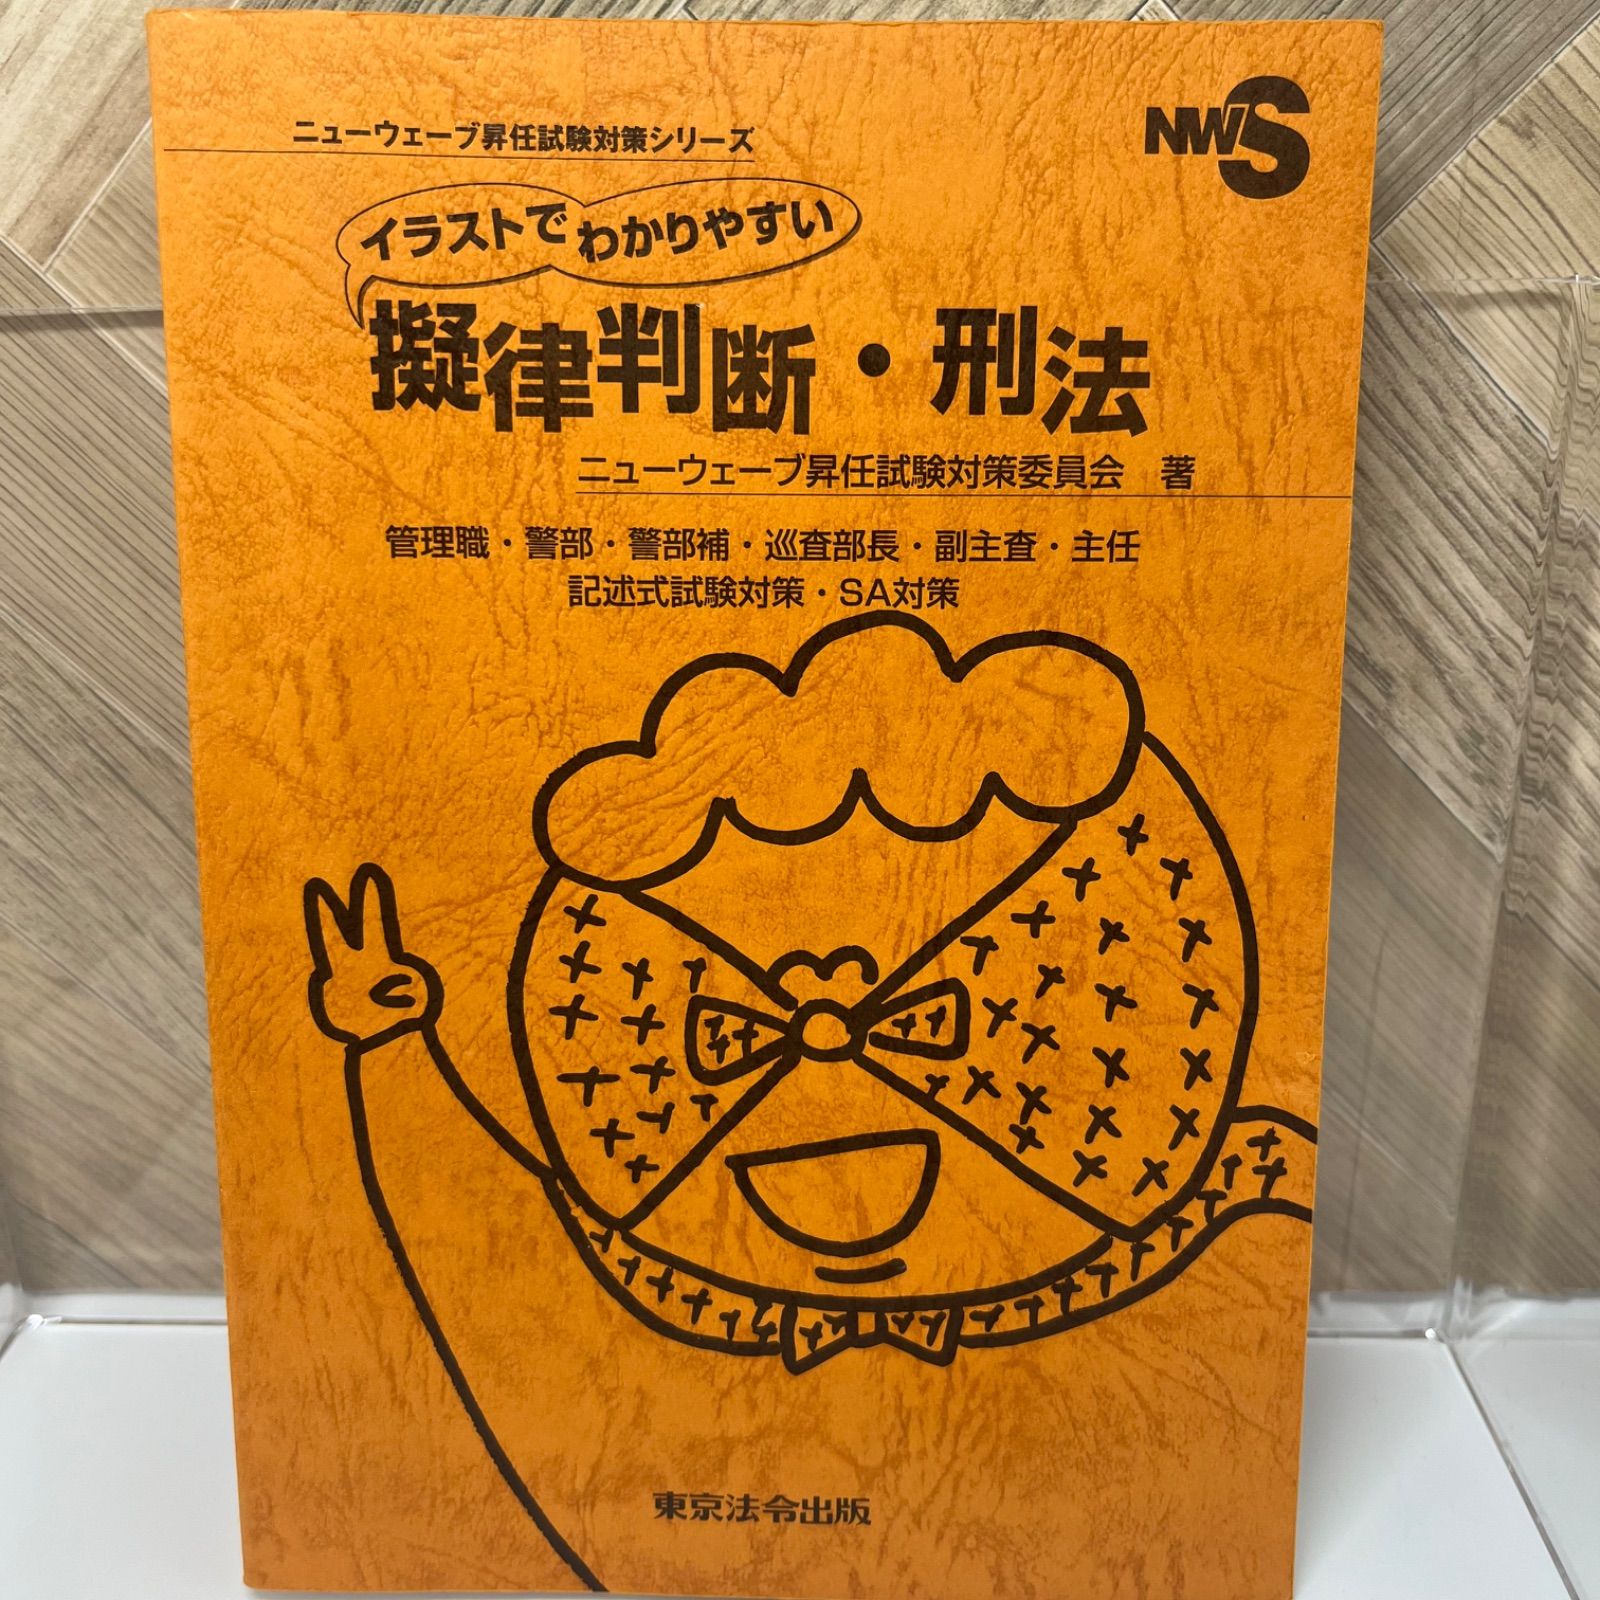 ニューウェーブ昇任試験対策シリーズ
NWS
イラストでわかりやすい
擬律判断・刑法
ニューウェーブ昇任試験対策委員会 著
管理職・警部・警部補・巡査部長・副主査・主任
記述式試験対策・SA対策
東京法令出版